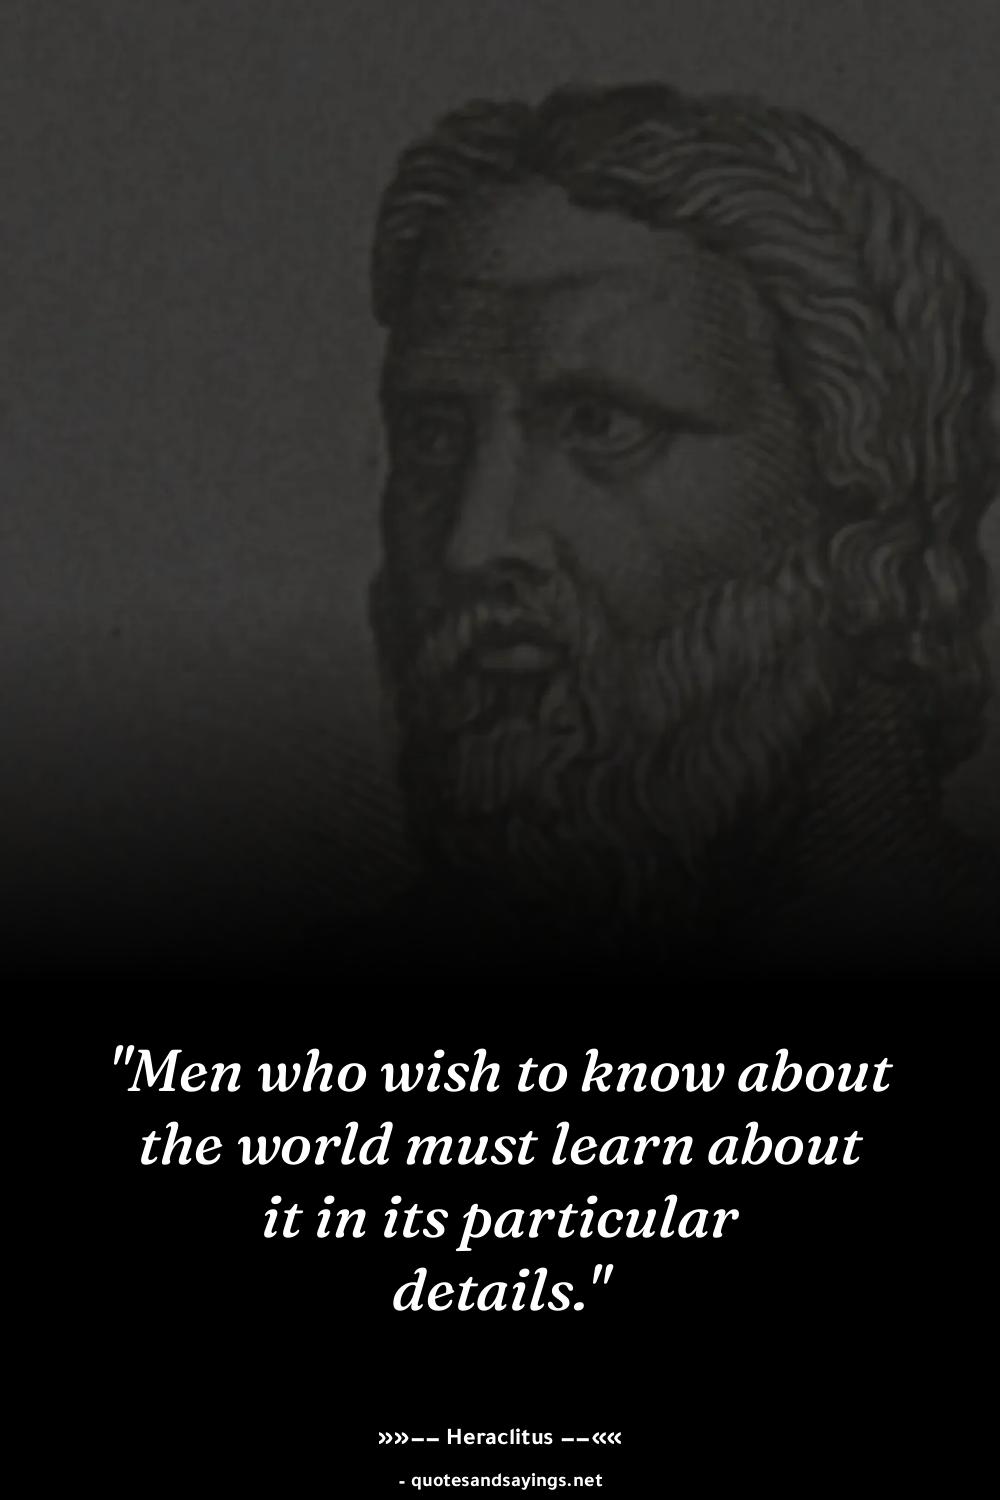 "Men who wish to know about
the world must learn about
it in its particular
details."
»»—— Heraclitus ——««
- quotesandsayings.net